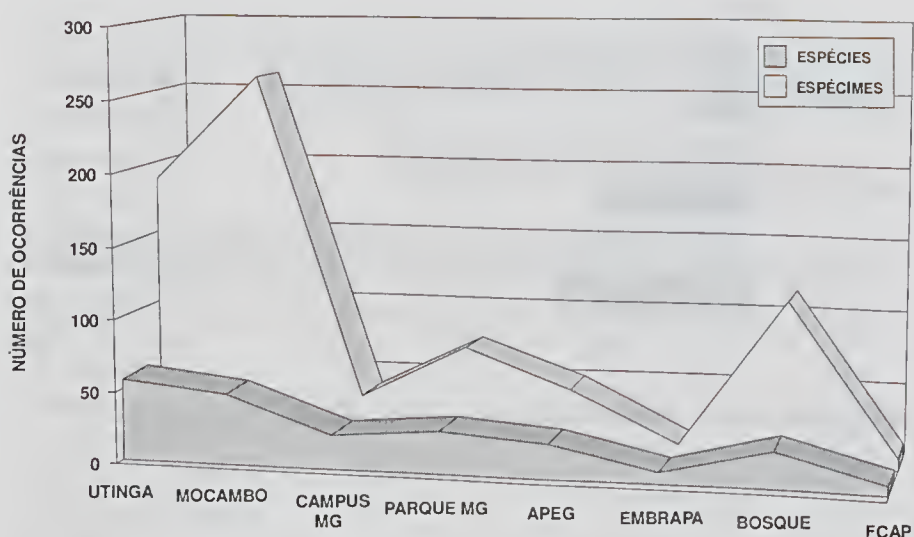 300
250
200
150
100
50
0
NÚMERO DE OCORRÊNCIAS
ESPÉCIES
ESPÉCIMES
UTINGA
MOCAMBO
CAMPUS
MG
PARQUE MG
APEG
EMBRAPA
BOSQUE
FCAP